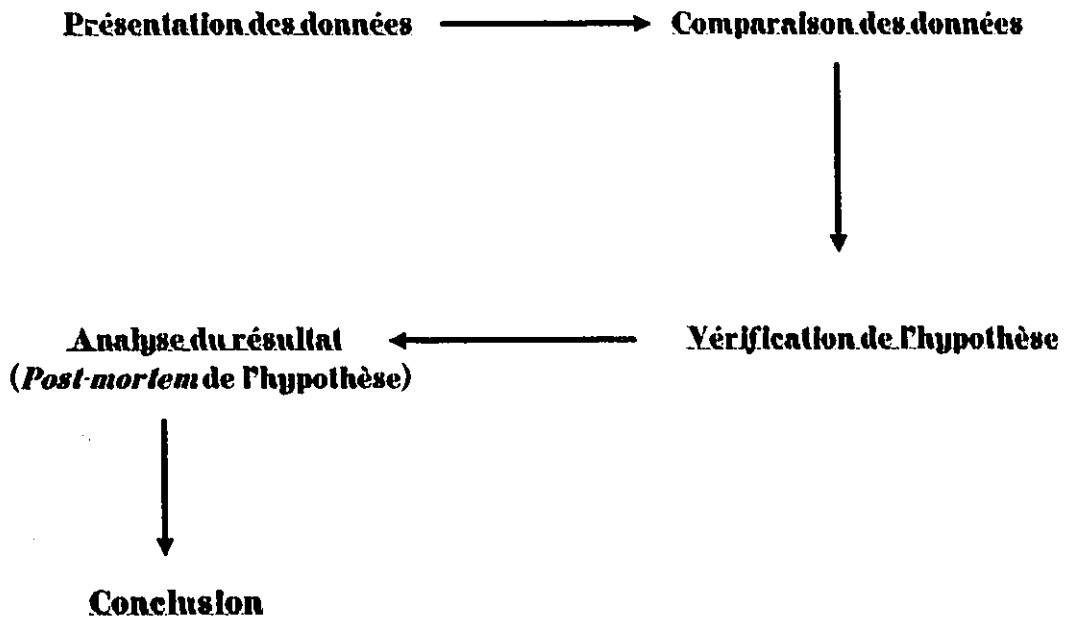 Présentation des données
Comparaison des données
Vérification de l'hypothèse
Analyse du résultat
(Post-mortem de l'hypothèse)
Conclusion